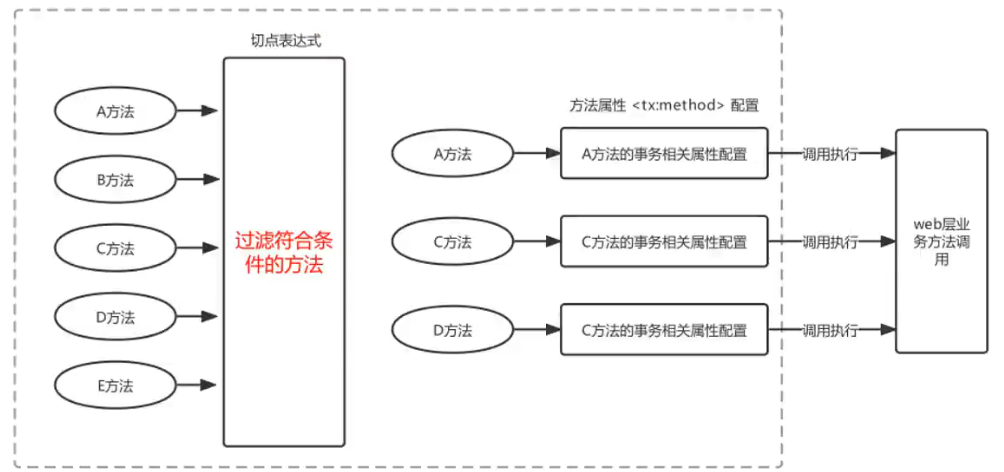 切点表达式
A方法
B方法
C方法
D方法
E方法
过滤符合条
件的方法
方法属性 <tx:method> 配置
A方法
A方法的事务相关属性配置
调用执行
C方法
C方法的事务相关属性配置
调用执行
D方法
C方法的事务相关属性配置
调用执行
web层业
务方法调
用